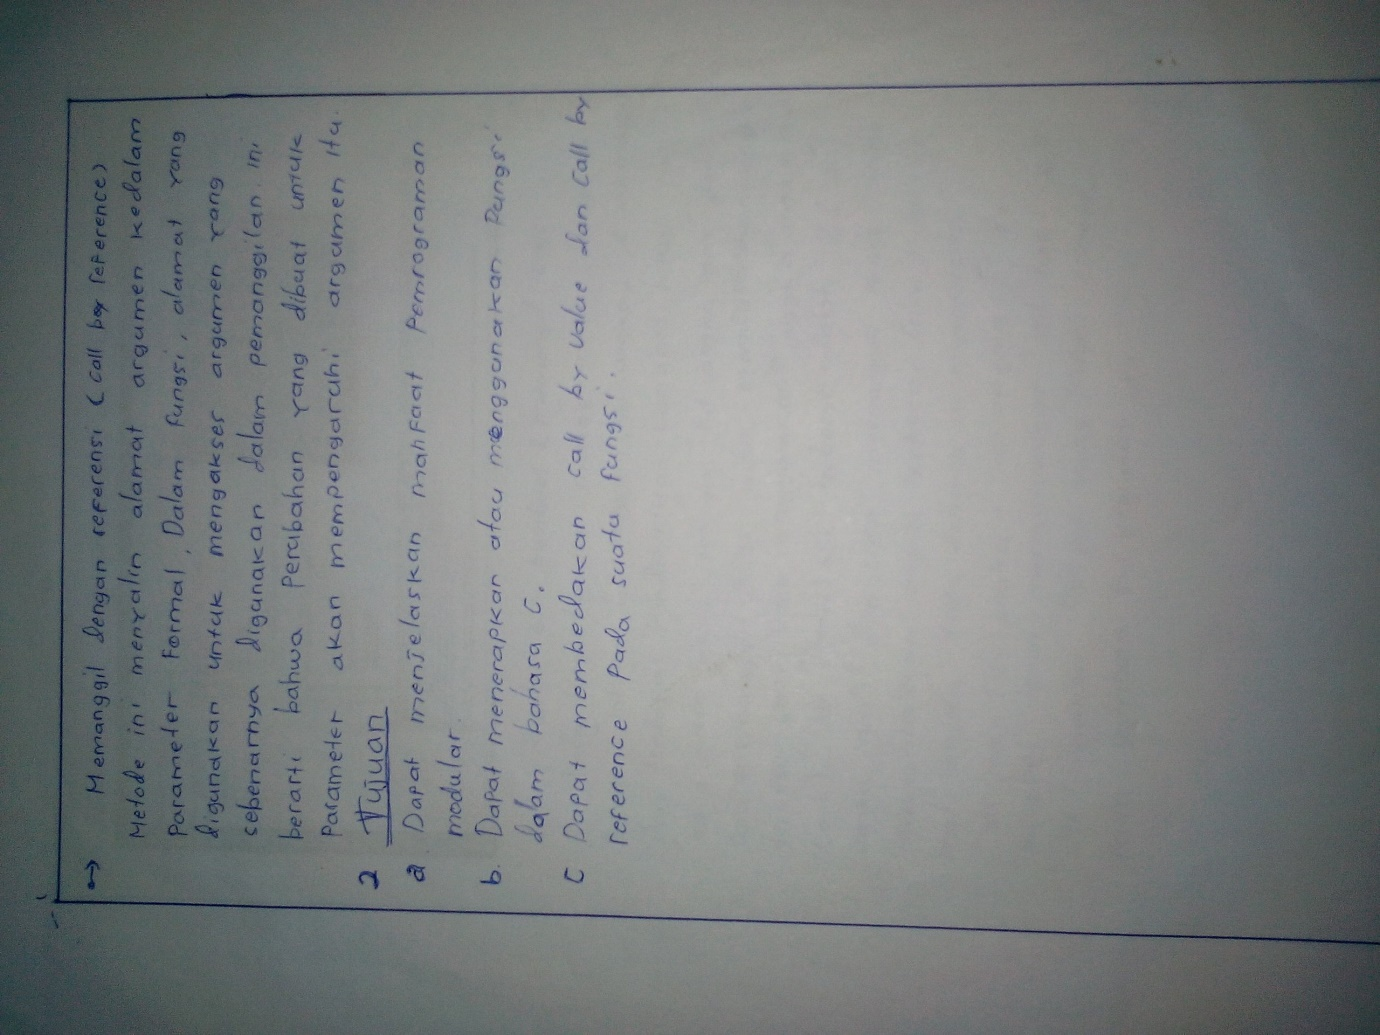 → Memanggil dengan referensi (call by reference)
Metode ini menyalin alamat argumen kedalam
Parameter Formal, Dalam fungsi, alamat yang
digunakan untuk mengakses argumen yang
sebenarnya digunakan dalam pemanggilan. ini
berarti bahwa Perubahan yang dibuat untuk
Parameter akan mempengaruhi argumen itu.
2 Tujuan
a Dapat menjelaskan manfaat Pemrograman
modular.
b. Dapat menerapkan atau menggunakan Fungsi
dalam bahasa C.
C Dapat membedakan call by value dan call by
reference Pada suatu fungsi.